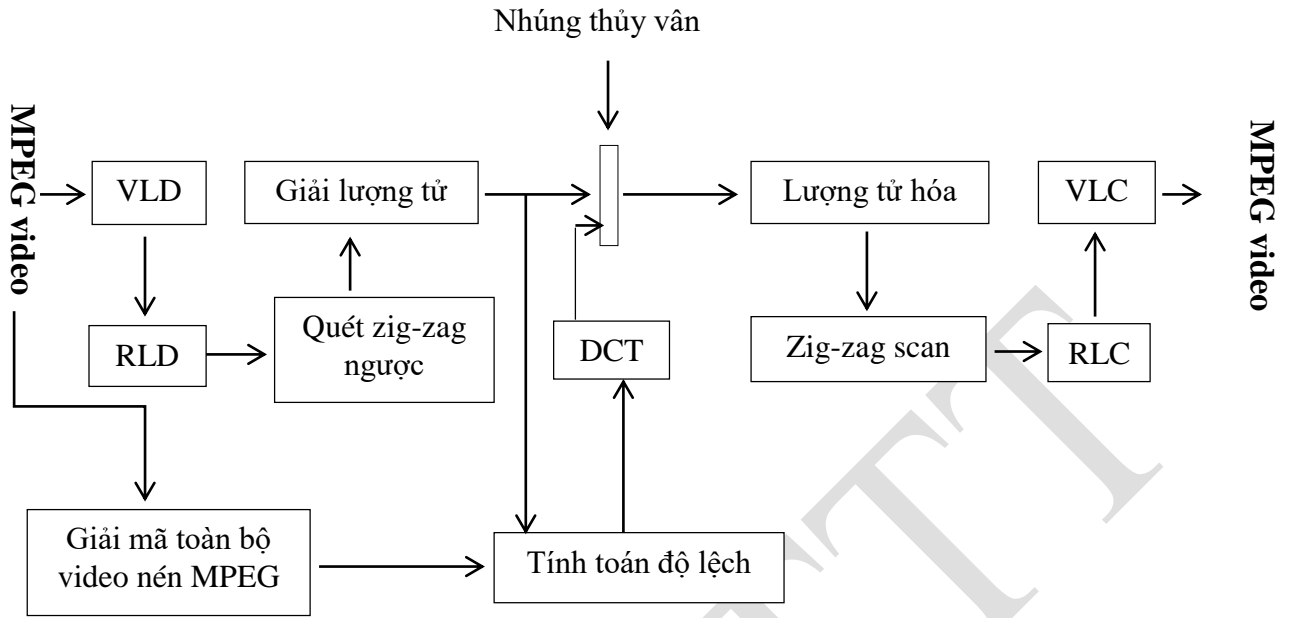 Nhúng thủy vân
MPEG video
VLD
Giải lượng tử
Lượng tử hóa
VLC
MPEG video
RLD
Quét zig-zag
ngược
DCT
Zig-zag scan
RLC
Giải mã toàn bộ
video nén MPEG
Tính toán độ lệch
TT